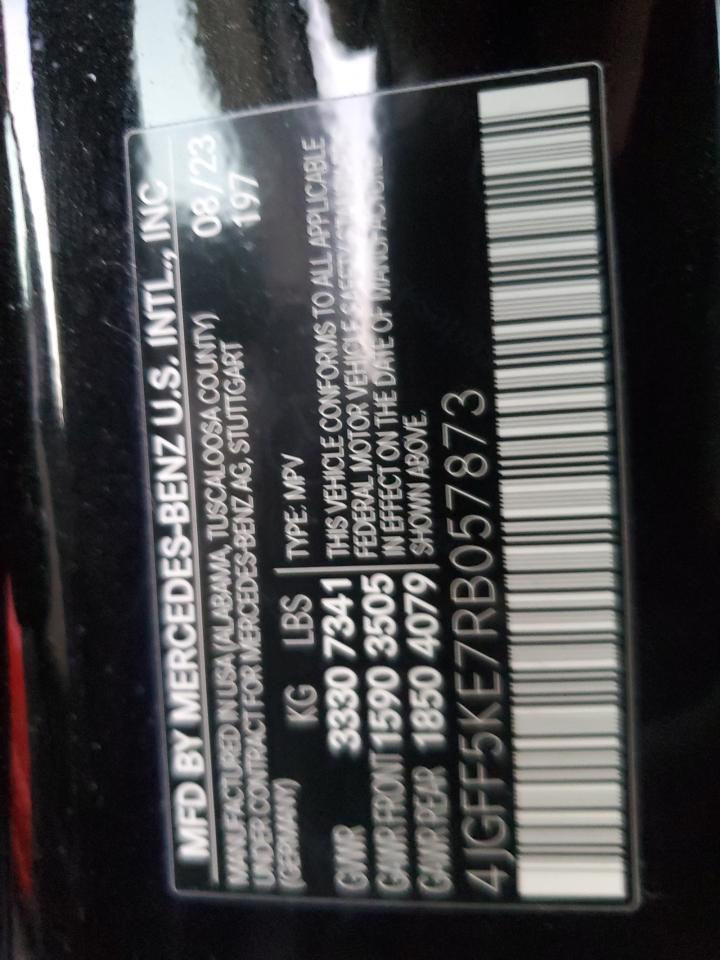 MFD BY MERCEDES-BENZ U.S. INTL., INC
MANUFACTURED IN USA (ALABAMA, TUSCALOOSA COUNTY) 08/23
UNDER CONTRACT FOR MERCEDES-BENZ AG, STUTTGART 197
(GERMANY)
KG LBS TYPE: MPV
GVWR 3330 7341 THIS VEHICLE CONFORMS TO ALL APPLICABLE
GAWR FRONT 1590 3505 FEDERAL MOTOR VEHICLE SAFETY
GAWR REAR 1850 4079 IN EFFECT ON THE DATE OF MANUFACTURE
SHOWN ABOVE.
4JGFF5KE7RB057873